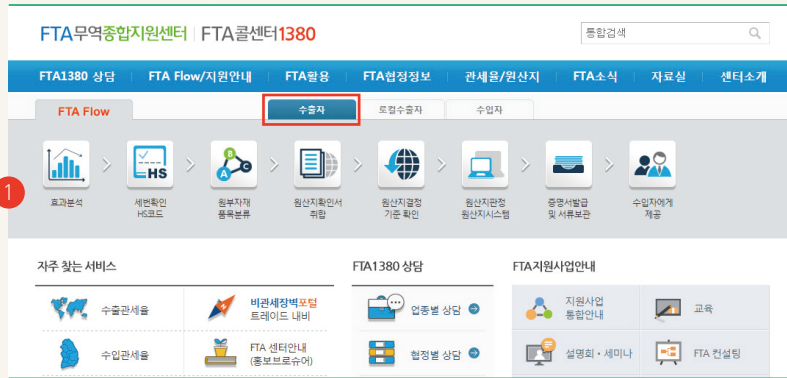 FTA무역종합지원센터 FTA콜센터1380
통합검색
FTA1380 상담 FTA Flow/지원안내 FTA활용 FTA협정정보 관세율/원산지 FTA소식 자료실 센터소개
FTA Flow 수출자 로컬수출자 수입자
1
B
A C
HS
효과분석 세번확인 원부자재 원산지확인서 원산지결정 원산지판정 증명서발급 수입자에게
HS코드 품목분류 취합 기준 확인 원산지시스템 및 서류보관 제공
자주 찾는 서비스 FTA1380 상담 FTA지원사업안내
수출관세율 비관세장벽포털 업종별 상담 지원사업 교육
트레이드 내비 통합안내
수입관세율 FTA 센터안내 협정별 상담 설명회・세미나 FTA 컨설팅
(홍보브로슈어)